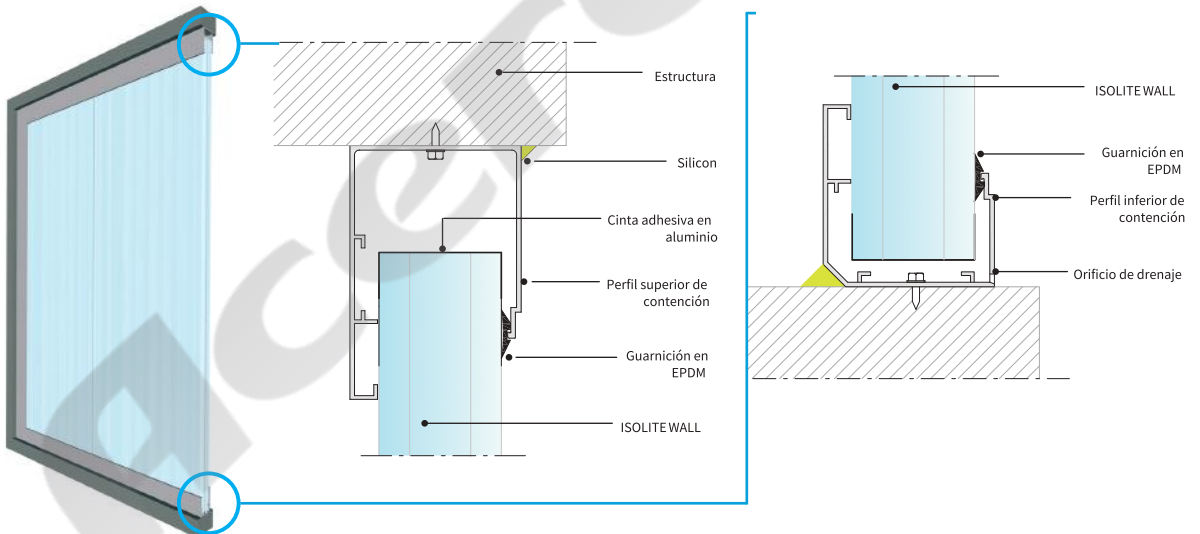 Estructura
Silicon
Cinta adhesiva en
aluminio
Perfil superior de
contención
Guarnición en
EPDM
ISOLITE WALL
ISOLITE WALL
Guarnición en
EPDM
Perfil inferior de
contención
Orificio de drenaje